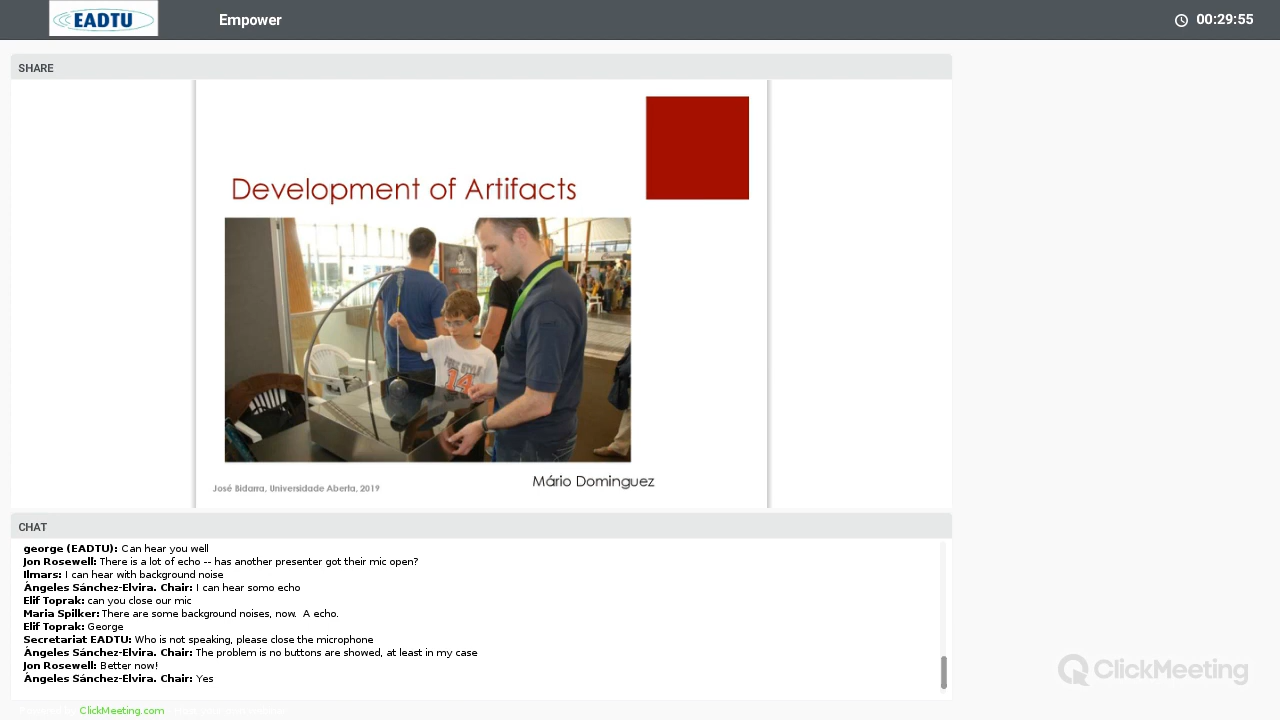 EADTU
Empower
00:29:55
SHARE
Development of Artifacts
14
Mário Dominguez
José Bidarra, Universidade Aberta, 2019
CHAT
george (EADTU): Can hear you well
Jon Rosewell: There is a lot of echo -- has another presenter got their mic open?
Ilmars: I can hear with background noise
Ángeles Sánchez-Elvira. Chair: I can hear somo echo
Elif Toprak: can you close our mic
Maria Spilker: There are some background noises, now. A echo.
Elif Toprak: George
Secretariat EADTU: Who is not speaking, please close the microphone
Ángeles Sánchez-Elvira. Chair: The problem is no buttons are showed, at least in my case
Jon Rosewell: Better now!
Ángeles Sánchez-Elvira. Chair: Yes
ClickMeeting
ClickMeeting.com